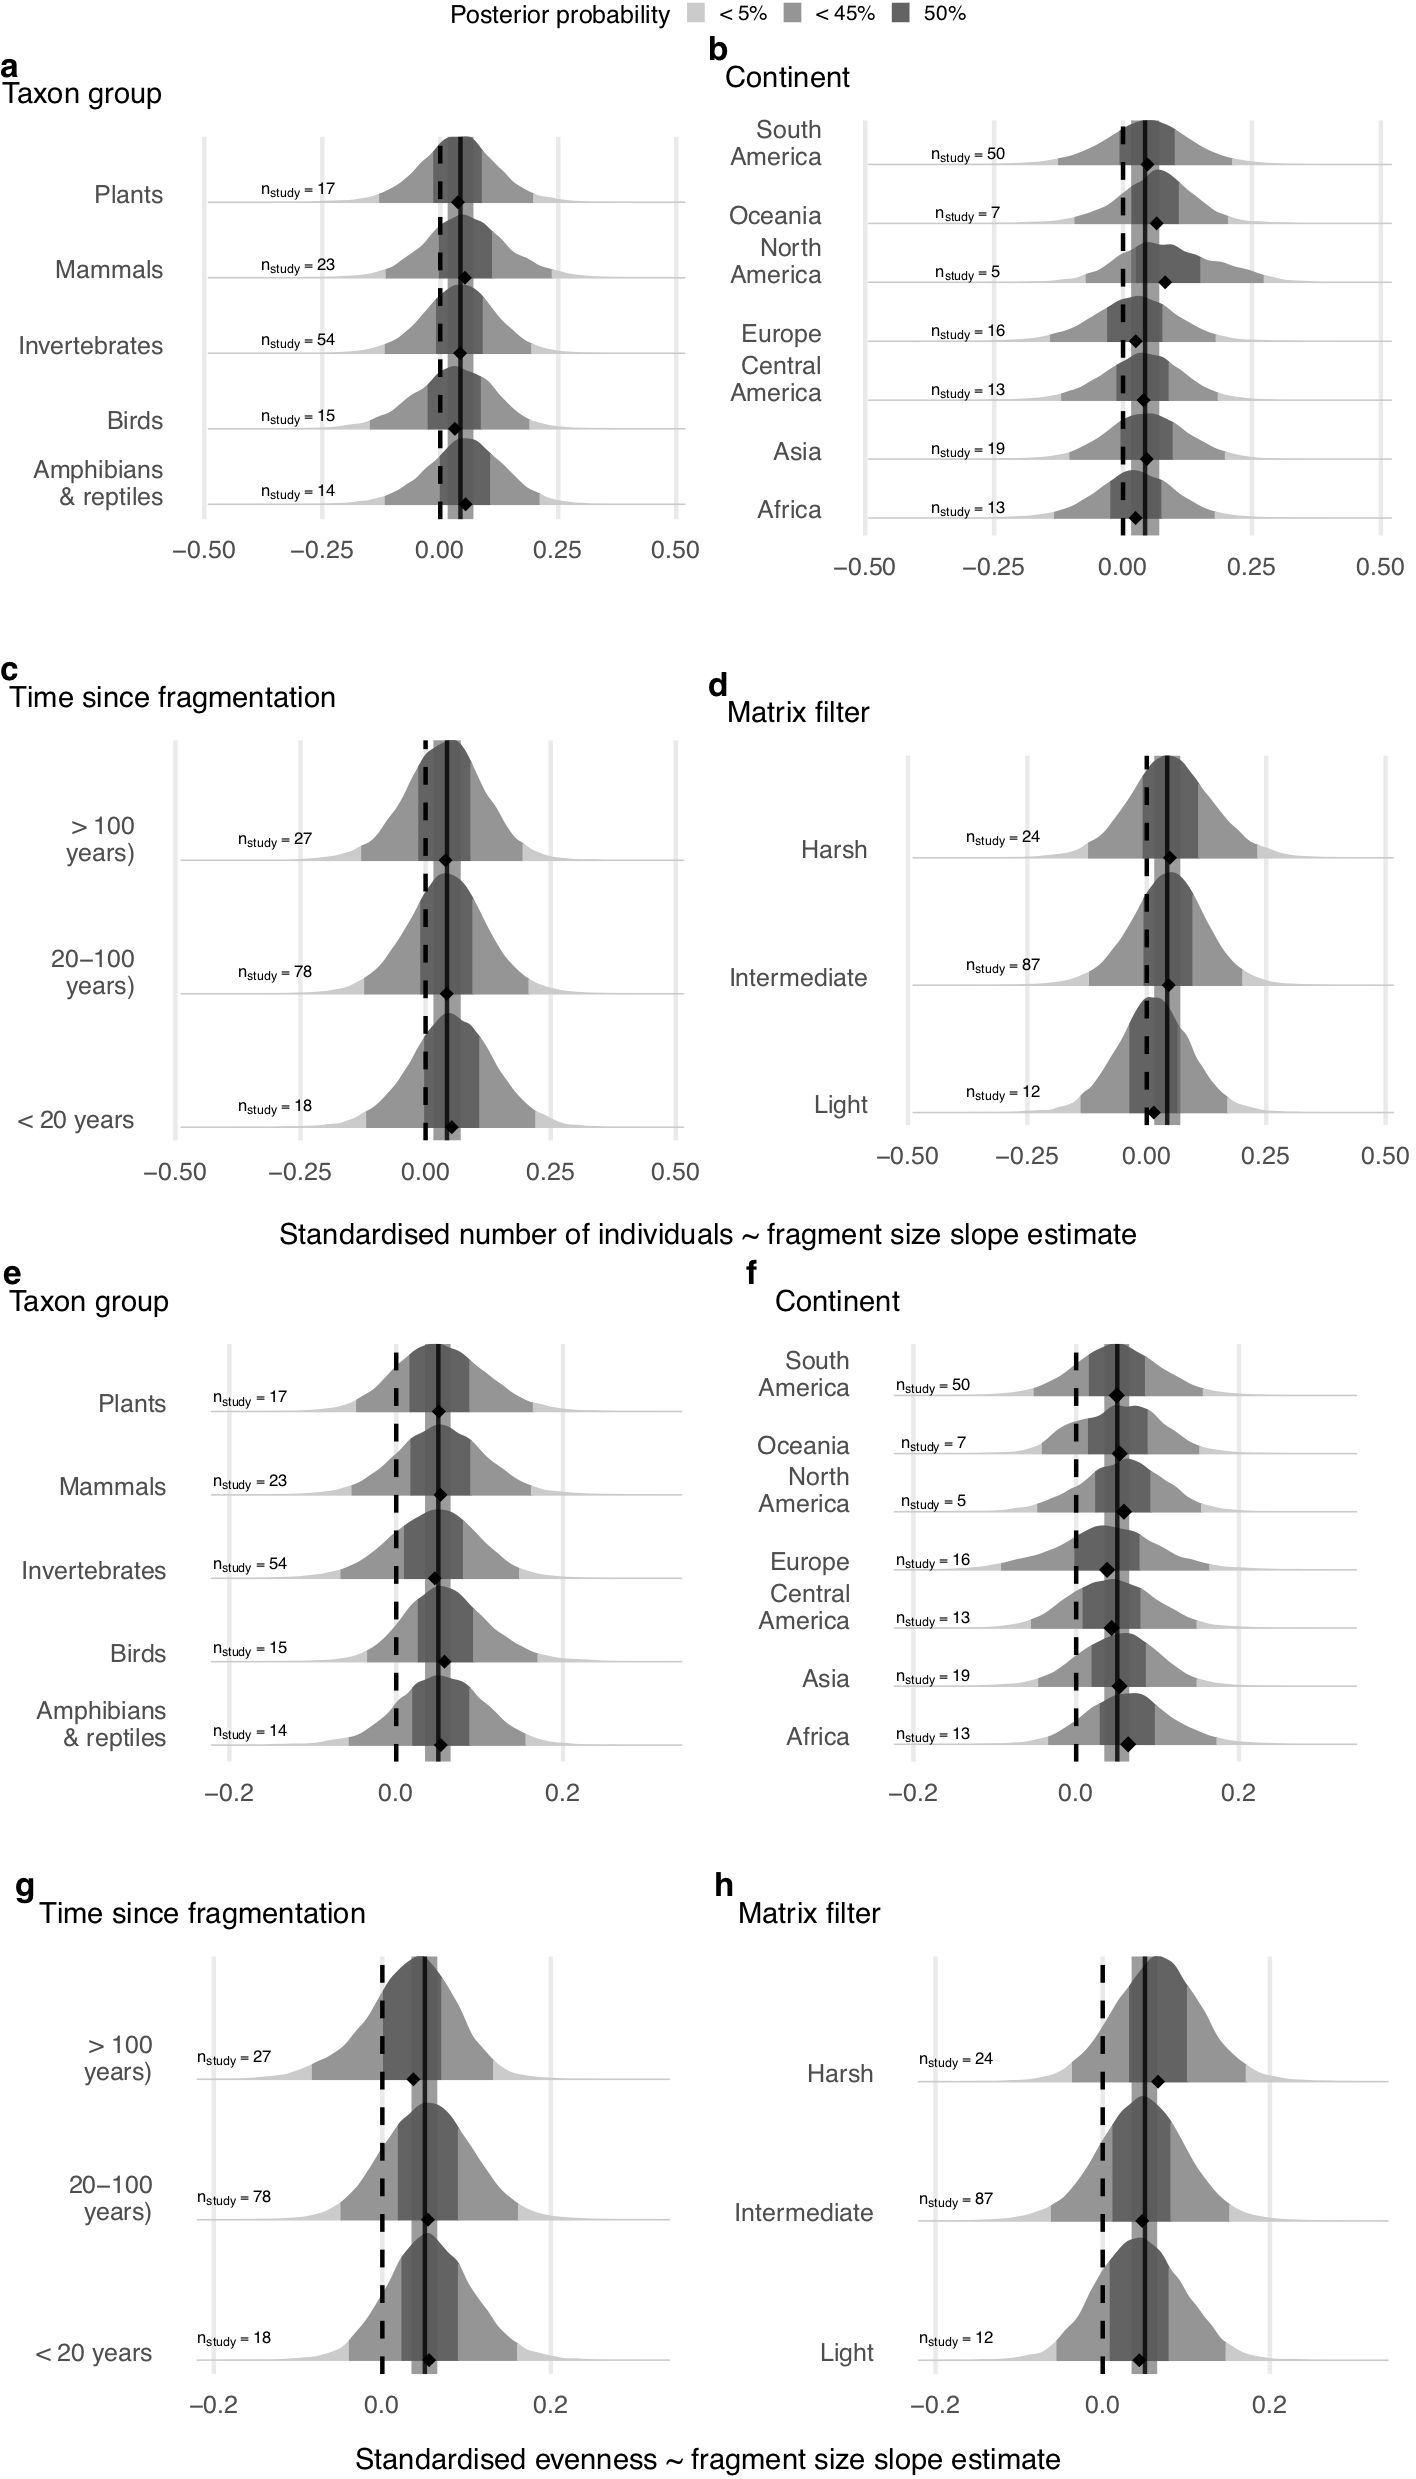 Posterior probability < 5% < 45% 50%
a
Taxon group
Plants
nstudy = 17
Mammals
nstudy = 23
Invertebrates
nstudy = 54
Birds
nstudy = 15
Amphibians
& reptiles
nstudy = 14
−0.50 −0.25 0.00 0.25 0.50
b
Continent
South
America
nstudy = 50
Oceania
nstudy = 7
North
America
nstudy = 5
Europe
nstudy = 16
Central
America
nstudy = 13
Asia
nstudy = 19
Africa
nstudy = 13
−0.50 −0.25 0.00 0.25 0.50
c
Time since fragmentation
> 100
years)
nstudy = 27
20−100
years)
nstudy = 78
< 20 years
nstudy = 18
−0.50 −0.25 0.00 0.25 0.50
d
Matrix filter
Harsh
nstudy = 24
Intermediate
nstudy = 87
Light
nstudy = 12
−0.50 −0.25 0.00 0.25 0.50
Standardised number of individuals ~ fragment size slope estimate
e
Taxon group
Plants
nstudy = 17
Mammals
nstudy = 23
Invertebrates
nstudy = 54
Birds
nstudy = 15
Amphibians
& reptiles
nstudy = 14
−0.2 0.0 0.2
f
Continent
South
America
nstudy = 50
Oceania
nstudy = 7
North
America
nstudy = 5
Europe
nstudy = 16
Central
America
nstudy = 13
Asia
nstudy = 19
Africa
nstudy = 13
−0.2 0.0 0.2
g
Time since fragmentation
> 100
years)
nstudy = 27
20−100
years)
nstudy = 78
< 20 years
nstudy = 18
−0.2 0.0 0.2
h
Matrix filter
Harsh
nstudy = 24
Intermediate
nstudy = 87
Light
nstudy = 12
−0.2 0.0 0.2
Standardised evenness ~ fragment size slope estimate